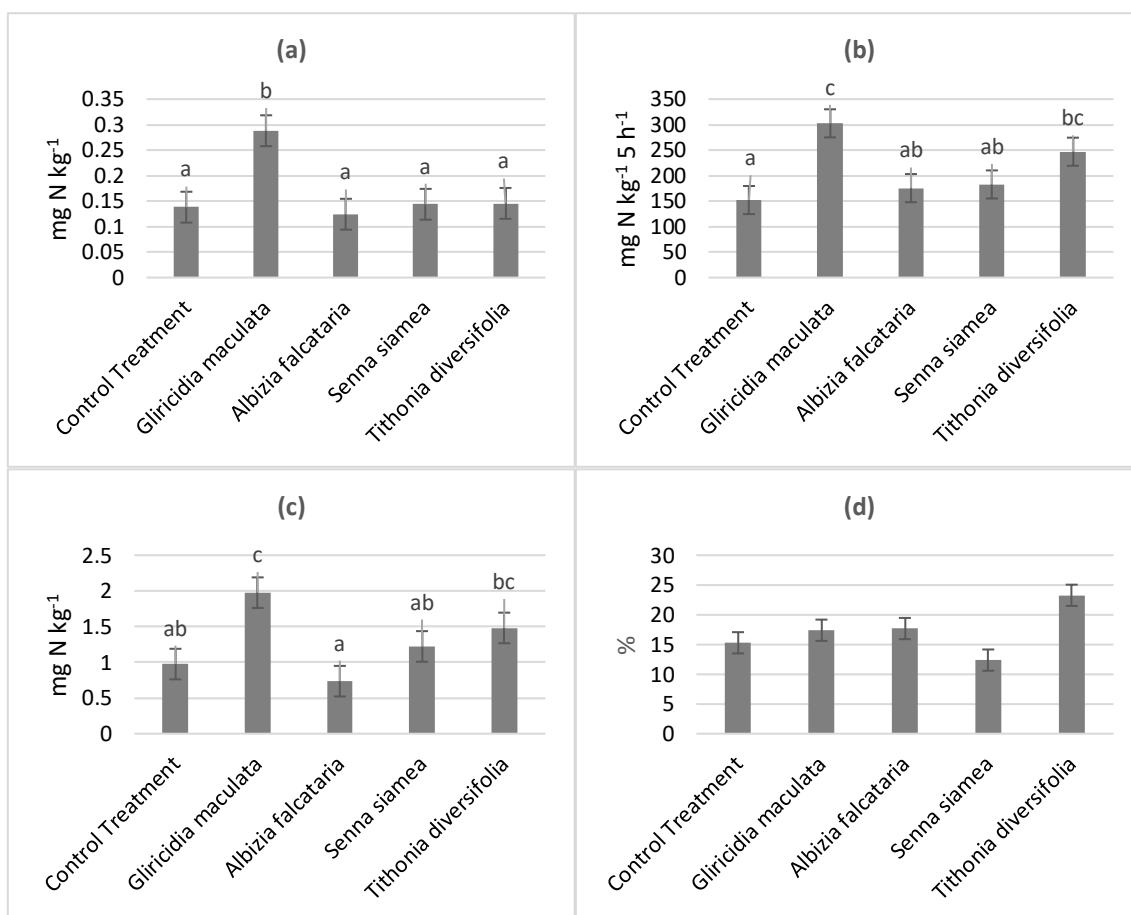 (a)
mg N kg⁻¹
0.35
0.3
0.25
0.2
0.15
0.1
0.05
0
a
b
a
a
a
Control Treatment
Gliricidia maculata
Albizia falcataria
Senna siamea
Tithonia diversifolia
(b)
mg N kg⁻¹ 5 h⁻¹
350
300
250
200
150
100
50
0
a
c
ab
ab
bc
Control Treatment
Gliricidia maculata
Albizia falcataria
Senna siamea
Tithonia diversifolia
(c)
mg N kg⁻¹
2.5
2
1.5
1
0.5
0
ab
c
a
ab
bc
Control Treatment
Gliricidia maculata
Albizia falcataria
Senna siamea
Tithonia diversifolia
(d)
%
30
25
20
15
10
5
0
Control Treatment
Gliricidia maculata
Albizia falcataria
Senna siamea
Tithonia diversifolia